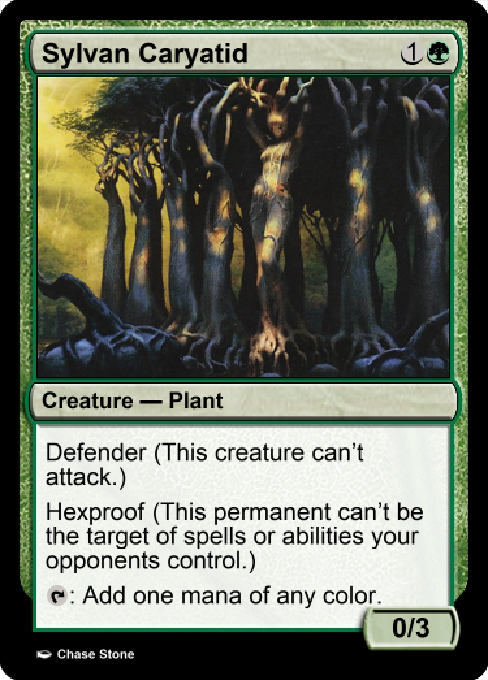 Sylvan Caryatid 1
Creature — Plant
Defender (This creature can't
attack.)
Hexproof (This permanent can't be
the target of spells or abilities your
opponents control.)
: Add one mana of any color.
0/3
Chase Stone